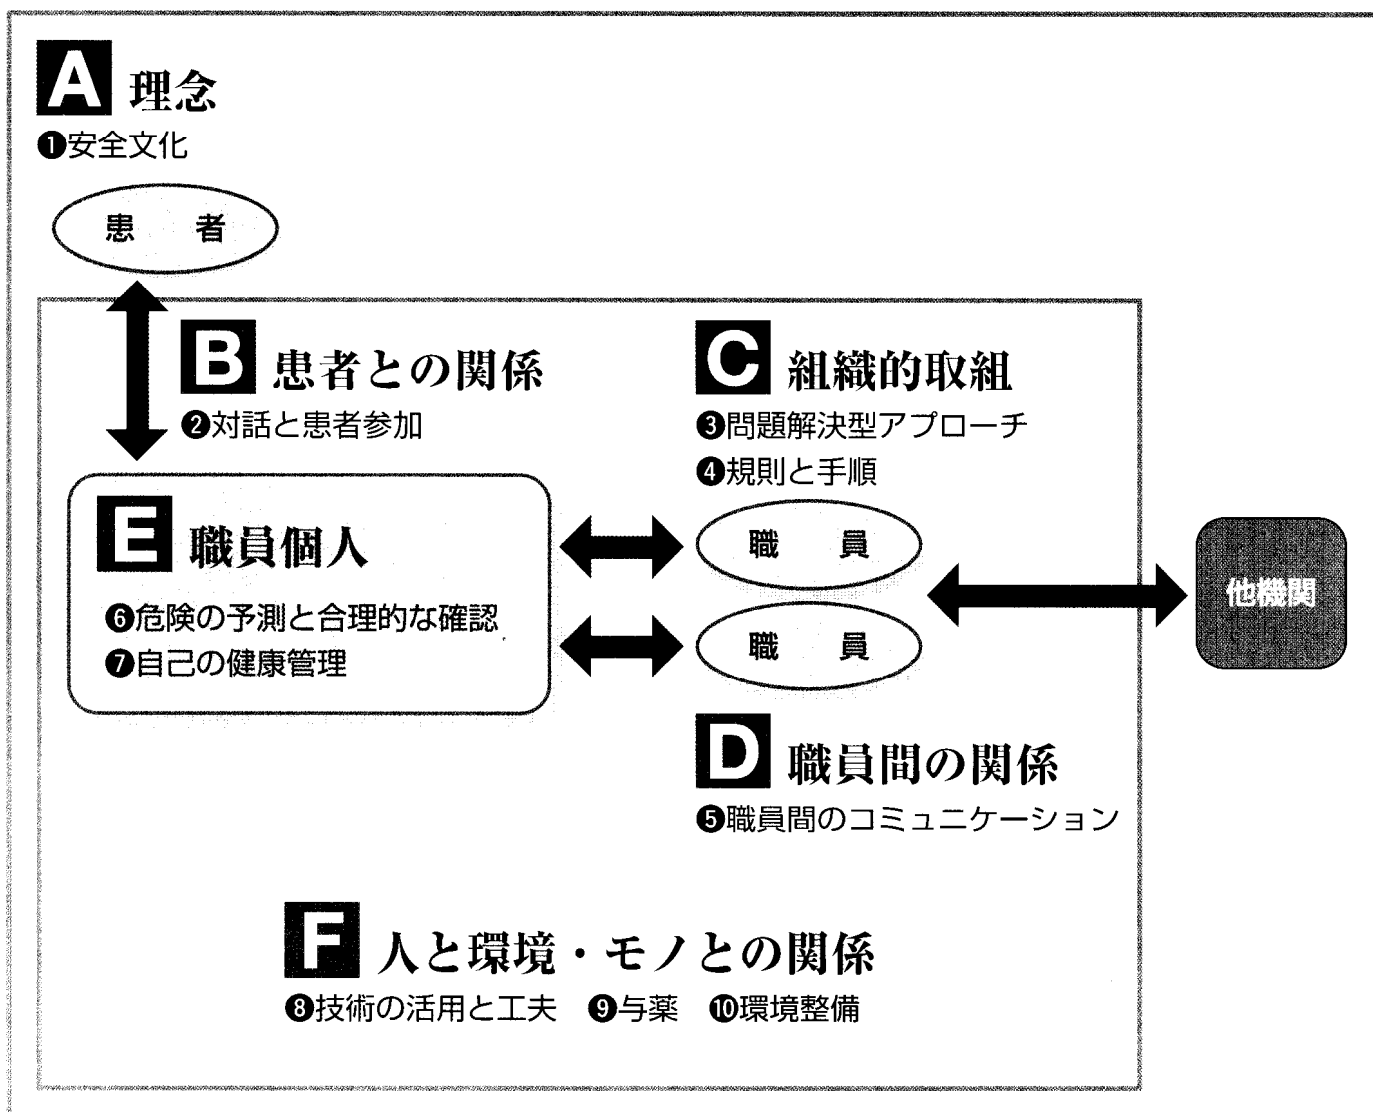 A 理念
❶安全文化
患 者
B 患者との関係
❷対話と患者参加
C 組織的取組
❸問題解決型アプローチ
❹規則と手順
E 職員個人
❻危険の予測と合理的な確認
❼自己の健康管理
職 員
職 員
他機関
D 職員間の関係
❺職員間のコミュニケーション
F 人と環境・モノとの関係
❽技術の活用と工夫 ❾与薬 ❿環境整備